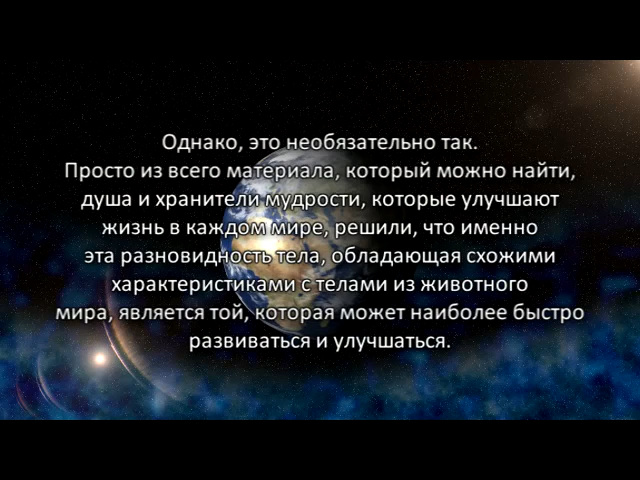 Однако, это необязательно так.
Просто из всего материала, который можно найти,
душа и хранители мудрости, которые улучшают
жизнь в каждом мире, решили, что именно
эта разновидность тела, обладающая схожими
характеристиками с телами из животного
мира, является той, которая может наиболее быстро
развиваться и улучшаться.